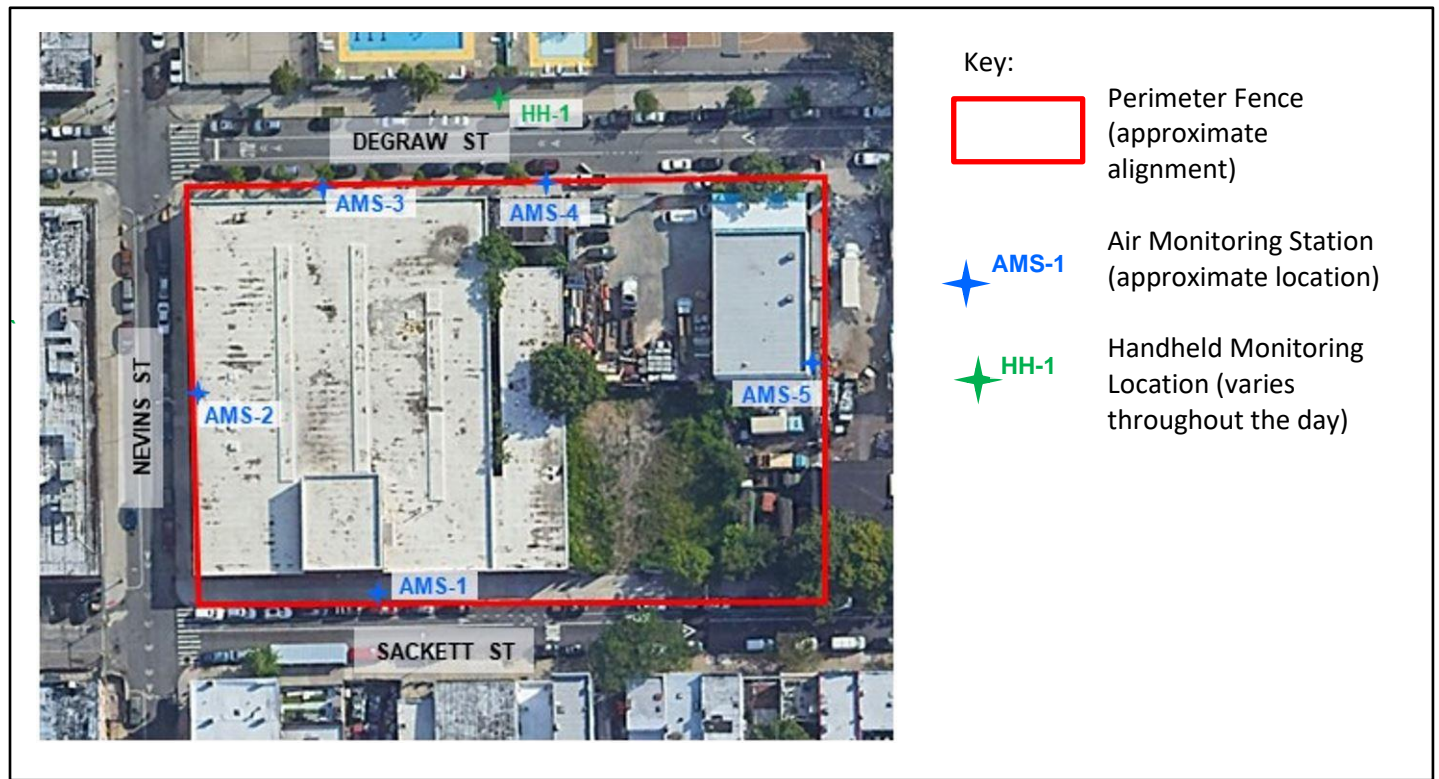 HH-1
DEGRAW ST
AMS-3
AMS-4
AMS-2
AMS-5
NEVINS ST
AMS-1
SACKETT ST
Key:
Perimeter Fence
(approximate
alignment)
AMS-1
Air Monitoring Station
(approximate location)
HH-1
Handheld Monitoring
Location (varies
throughout the day)